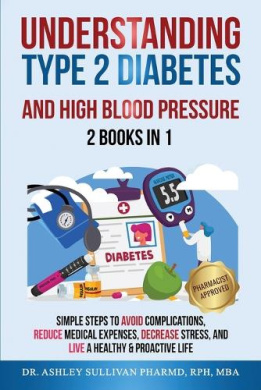 UNDERSTANDING
TYPE 2 DIABETES
AND HIGH BLOOD PRESSURE
2 BOOKS IN 1
5.5
DIABETES
PHARMACIST
APPROVED
SIMPLE STEPS TO AVOID COMPLICATIONS,
REDUCE MEDICAL EXPENSES, DECREASE STRESS, AND
LIVE A HEALTHY & PROACTIVE LIFE
DR. ASHLEY SULLIVAN PHARMD, RPH, MBA